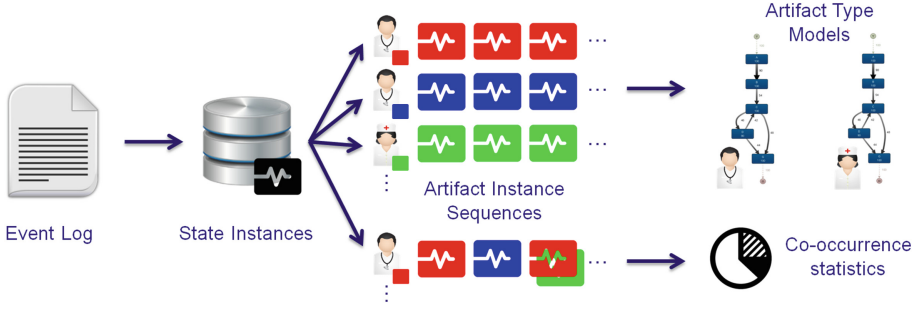 Event Log
State Instances
Artifact Instance
Sequences
Artifact Type
Models
Co-occurrence
statistics